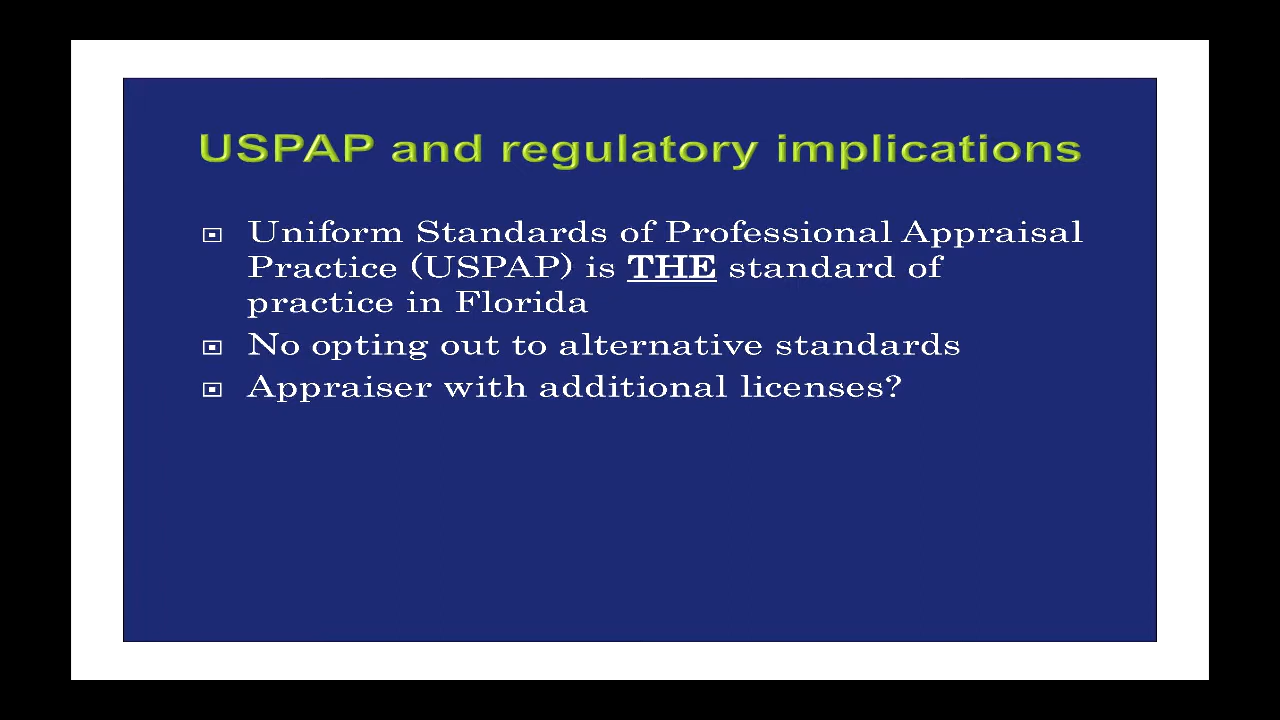 USPAP and regulatory implications
Uniform Standards of Professional Appraisal
Practice (USPAP) is THE standard of
practice in Florida
No opting out to alternative standards
Appraiser with additional licenses?